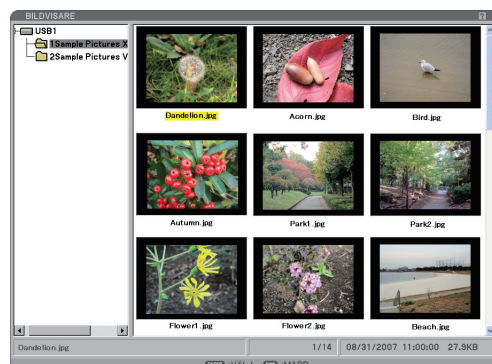 BILDVISARE
USB1
1Sample Pictures X
2Sample Pictures V
Dandelion.jpg
Acorn.jpg
Bird.jpg
Autumn.jpg
Park1.jpg
Park2.jpg
Flower1.jpg
Flower2.jpg
Beach.jpg
Dandelion.jpg
1/14
08/31/2007 11:00:00 27.9KB